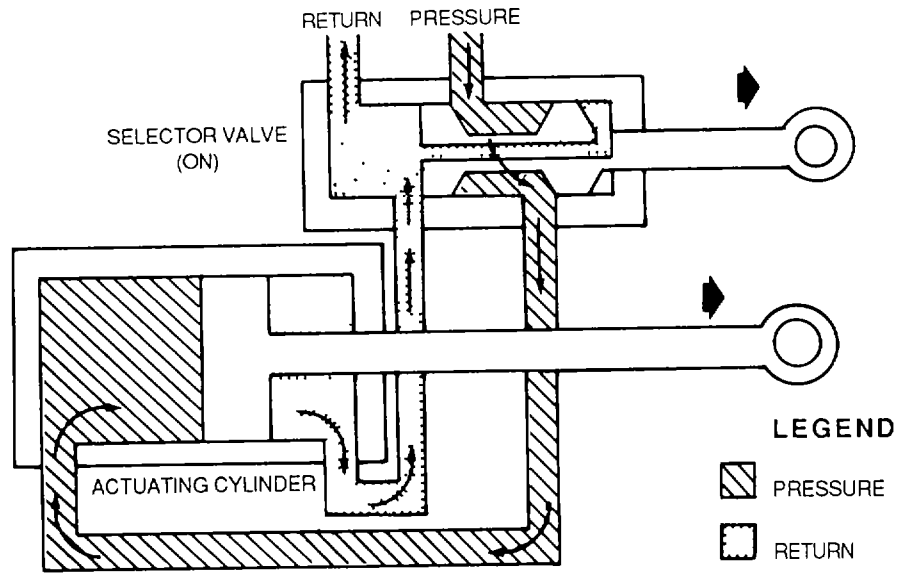 RETURN PRESSURE
SELECTOR VALVE
(ON)
ACTUATING CYLINDER
LEGEND
PRESSURE
RETURN